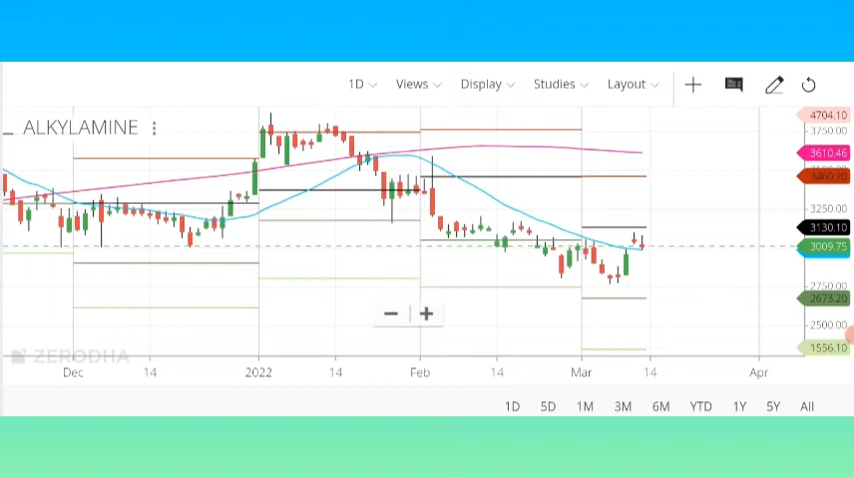 1D Views Display Studies Layout
ALKYLAMINE
4704.10
3750.00
3610.46
3460.20
3250.00
3130.10
3009.75
2750.00
2673.20
2500.00
1556.10
ZERODHA
Dec 14 2022 14 Feb 14 Mar 14 Apr
1D 5D 1M 3M 6M YTD 1Y 5Y All